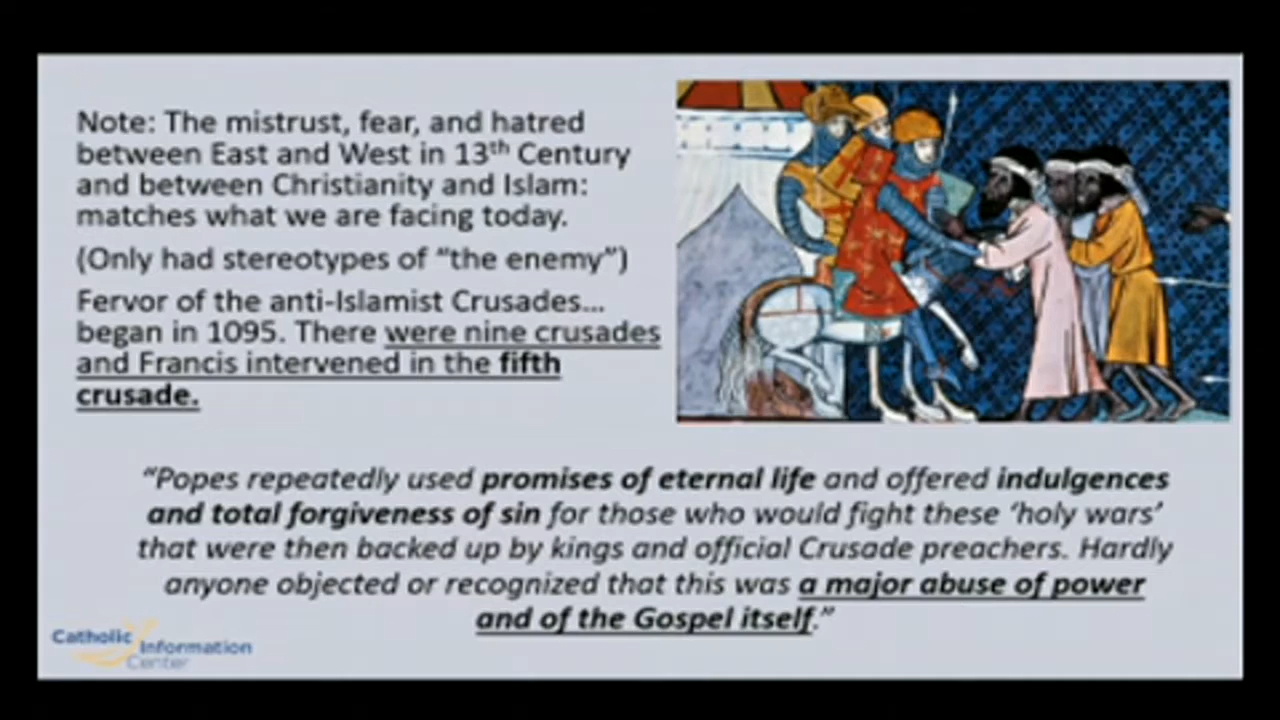 Note: The mistrust, fear, and hatred
between East and West in 13th Century
and between Christianity and Islam:
matches what we are facing today.
(Only had stereotypes of “the enemy”)
Fervor of the anti-Islamist Crusades...
began in 1095. There were nine crusades
and Francis intervened in the fifth
crusade.
“Popes repeatedly used promises of eternal life and offered indulgences
and total forgiveness of sin for those who would fight these ‘holy wars’
that were then backed up by kings and official Crusade preachers. Hardly
anyone objected or recognized that this was a major abuse of power
and of the Gospel itself.”
Catholic
Information
Center